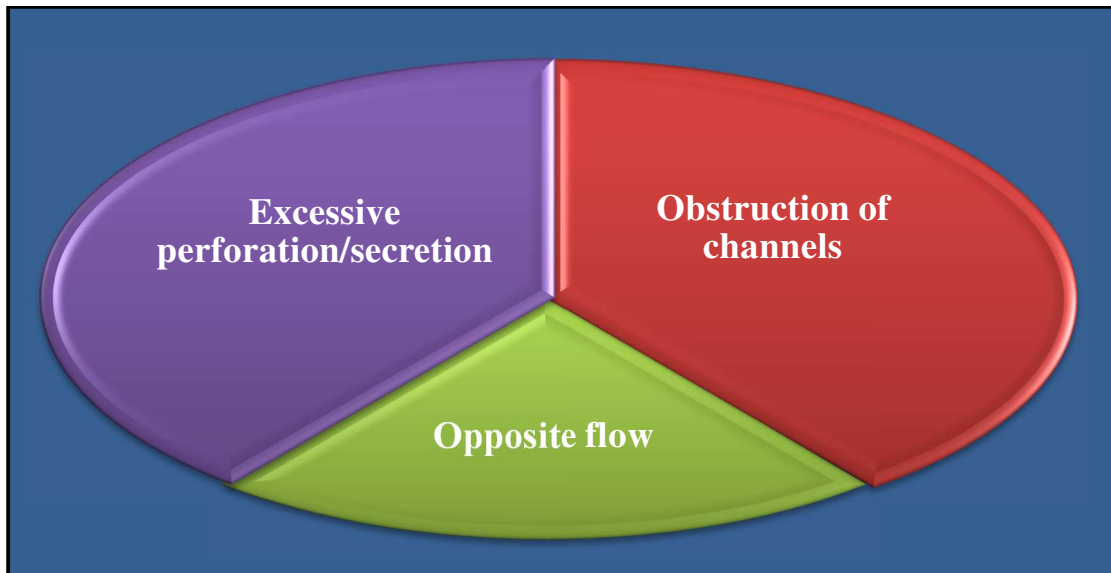 Excessive
perforation/secretion
Obstruction of
channels
Opposite flow